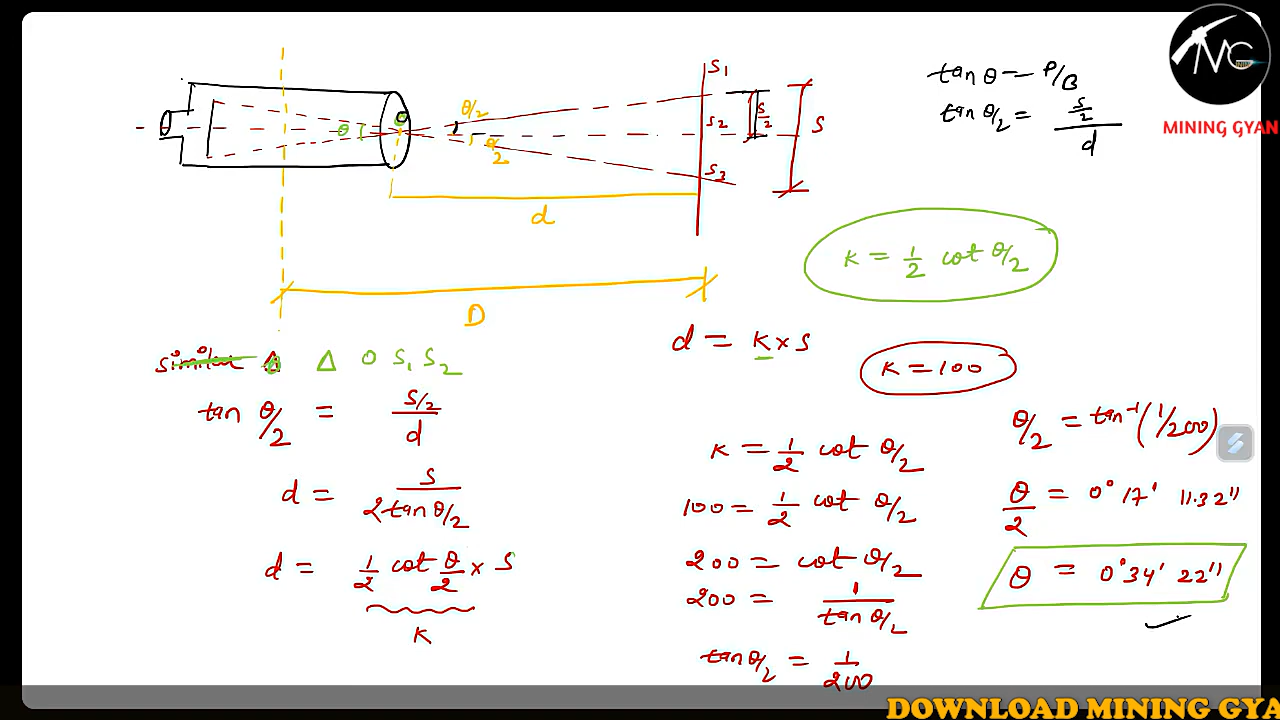 MG
MINING GYAN
tan θ = P/B
tan θ/2 = (s/2)/d
S1
θ/2
S2
S/2
S
θ
θ/2
S3
d
D
K = 1/2 cot θ/2
d = K × S
K = 100
similar Δ Δ O S1 S2
tan θ/2 = (S/2)/d
d = S/(2 tan θ/2)
d = 1/2 cot θ/2 × S
K
K = 1/2 cot θ/2
100 = 1/2 cot θ/2
200 = cot θ/2
200 = 1/(tan θ/2)
tan θ/2 = 1/200
θ/2 = tan⁻¹(1/200)
θ/2 = 0° 17' 11.32"
θ = 0° 34' 22"
DOWNLOAD MINING GYA